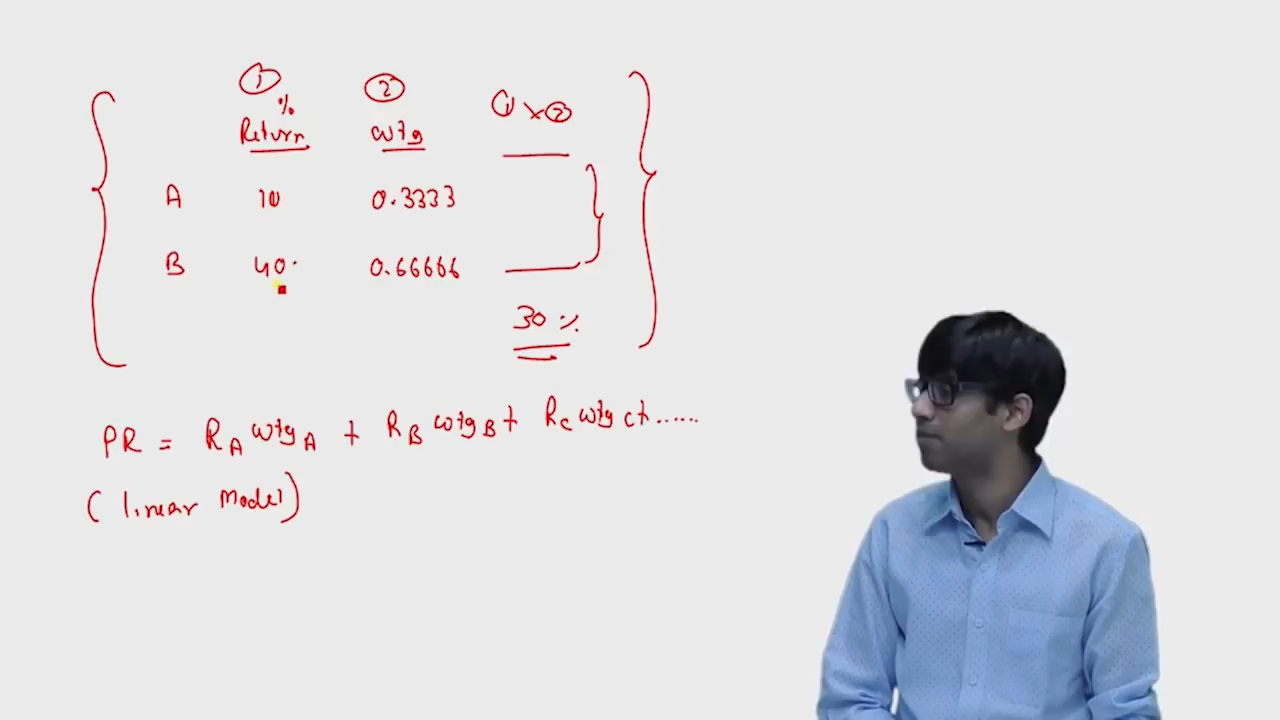 ① ② ① × ②
% Return wtg
A 10 0.3333
B 40. 0.66666
30 %
PR = R_A wtg_A + R_B wtg_B + R_C wtg_C + ......
(linear Model)